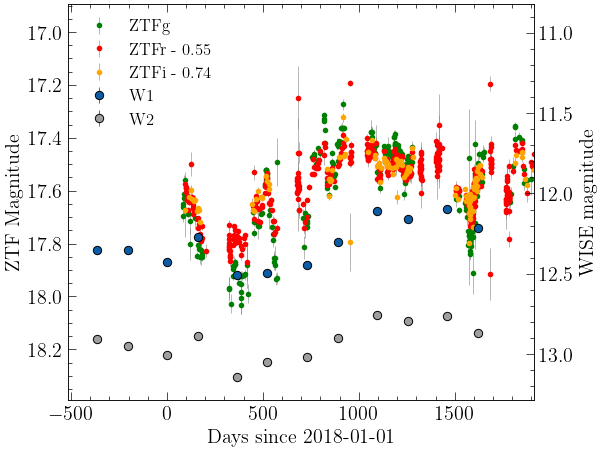 17.0
17.2
17.4
17.6
17.8
18.0
18.2
ZTF Magnitude
ZTFg
ZTFr - 0.55
ZTFi - 0.74
W1
W2
11.0
11.5
12.0
12.5
13.0
WISE magnitude
−500 0 500 1000 1500
Days since 2018-01-01